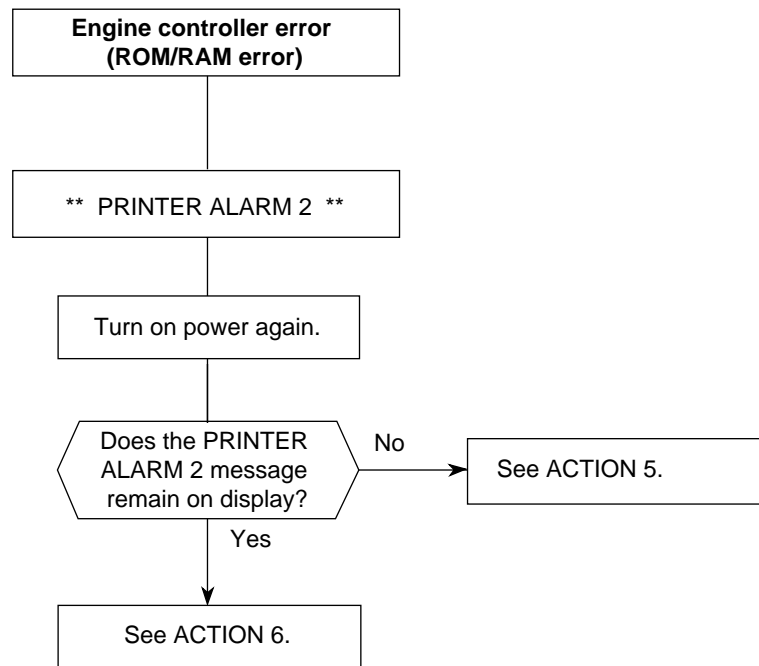 Engine controller error
(ROM/RAM error)
** PRINTER ALARM 2 **
Turn on power again.
Does the PRINTER
ALARM 2 message
remain on display?
No
See ACTION 5.
Yes
See ACTION 6.